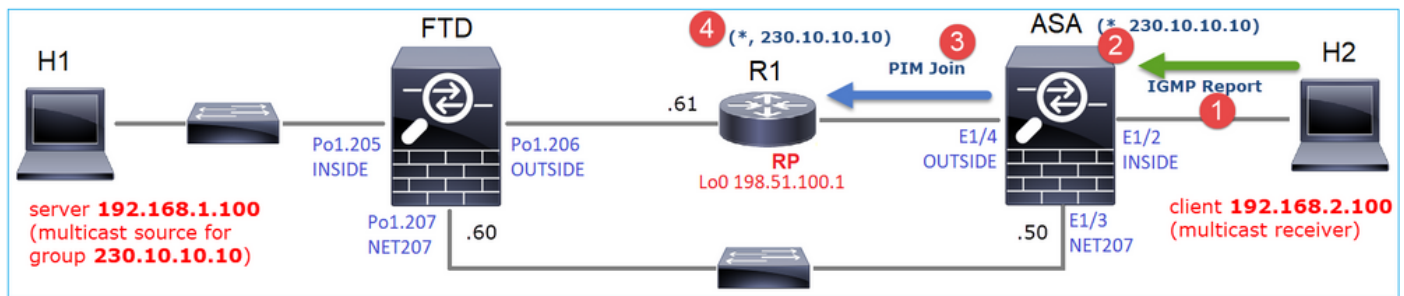 H1
server 192.168.1.100
(multicast source for
group 230.10.10.10)
FTD
Po1.205
INSIDE
Po1.206
OUTSIDE
Po1.207
NET207
.60
4
(*, 230.10.10.10)
R1
.61
RP
Lo0 198.51.100.1
3
PIM Join
ASA
(*, 230.10.10.10)
2
E1/4
OUTSIDE
E1/2
INSIDE
.50
E1/3
NET207
IGMP Report
1
H2
client 192.168.2.100
(multicast receiver)